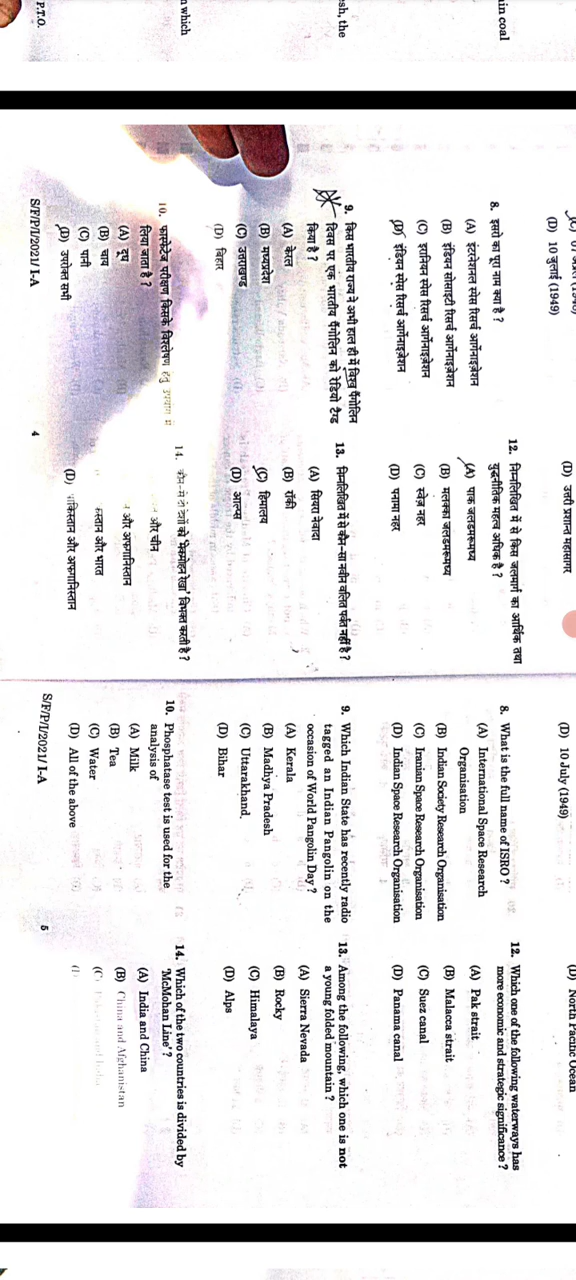 (D) 10 जुलाई (1949)
8. इसरो का पूरा नाम क्या है ?
(A) इंटरनेशनल स्पेस रिसर्च आर्गेनाइज़ेशन
(B) इंडियन सोसाइटी रिसर्च आर्गेनाइज़ेशन
(C) इरानियन स्पेस रिसर्च आर्गेनाइज़ेशन
(D) इंडियन स्पेस रिसर्च आर्गेनाइज़ेशन
9. किस भारतीय राज्य ने अभी हाल ही में विश्व पैंगोलिन
दिवस पर एक भारतीय पैंगोलिन को रेडियो टैग्ड
किया है ?
(A) केरल
(B) मध्यप्रदेश
(C) उत्तराखण्ड
(D) बिहार
10. फास्फेटेज परीक्षण किसके विश्लेषण हेतु उपयोग में
लिया जाता है ?
(A) दूध
(B) चाय
(C) पानी
(D) उपरोक्त सभी
S/F/P/I/2021/ I-A
4
(D) उत्तरी प्रशान्त महासागर
12. निम्नलिखित में से किस जलमार्ग का आर्थिक तथा
युद्धनीतिक महत्व अधिक है ?
(A) पाक जलडमरूमध्य
(B) मलक्का जलडमरूमध्य
(C) स्वेज़ नहर
(D) पनामा नहर
13. निम्नलिखित में से कौन-सा नवीन वलित पर्वत नहीं है ?
(A) सियरा नेवादा
(B) रॉकी
(C) हिमालय
(D) आल्प्स
14. कौन-से दो देशों को 'मैकमोहन रेखा' विभक्त करती है ?
और चीन
और अफगानिस्तान
और भारत
(D) और अफगानिस्तान
(D) 10 July (1949)
8. What is the full name of ISRO ?
(A) International Space Research
Organisation
(B) Indian Society Research Organisation
(C) Iranian Space Research Organisation
(D) Indian Space Research Organisation
9. Which Indian State has recently radio
tagged an Indian Pangolin on the
occasion of World Pangolin Day ?
(A) Kerala
(B) Madhya Pradesh
(C) Uttarakhand.
(D) Bihar
10. Phosphatase test is used for the
analysis of
(A) Milk
(B) Tea
(C) Water
(D) All of the above
S/F/P/I/2021/ I-A
5
(D) North Pacific Ocean
12. Which one of the following waterways has
more economic and strategic significance ?
(A) Pak strait
(B) Malacca strait
(C) Suez canal
(D) Panama canal
13. Among the following, which one is not
a young folded mountain ?
(A) Sierra Nevada
(B) Rocky
(C) Himalaya
(D) Alps
14. Which of the two countries is divided by
'McMohan Line' ?
(A) India and China
(B) China and Afghanistan
in coal
sh, the
n which
P.T.O.